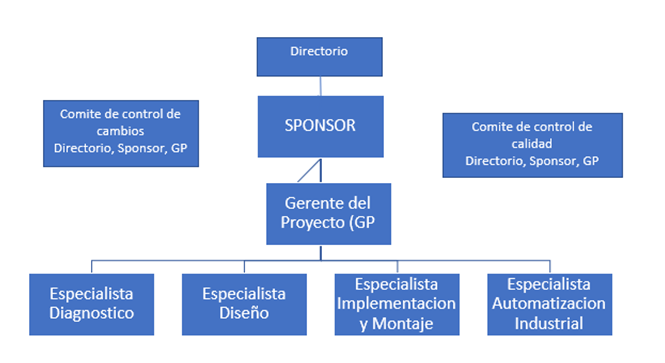 Directorio
Comite de control de
cambios
Directorio, Sponsor, GP
SPONSOR
Comite de control de
calidad
Directorio, Sponsor, GP
Gerente del
Proyecto (GP
Especialista
Diagnostico
Especialista
Diseño
Especialista
Implementacion
y Montaje
Especialista
Automatizacion
Industrial